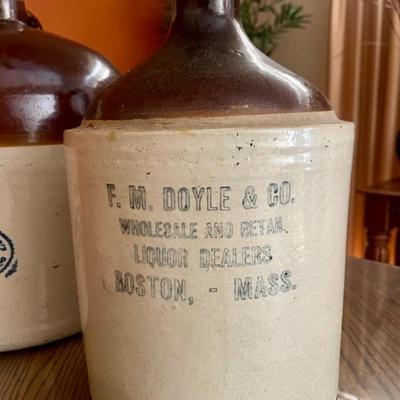 F. M. DOYLE & CO.
WHOLESALE AND RETAIL
LIQUOR DEALERS
BOSTON, - MASS.